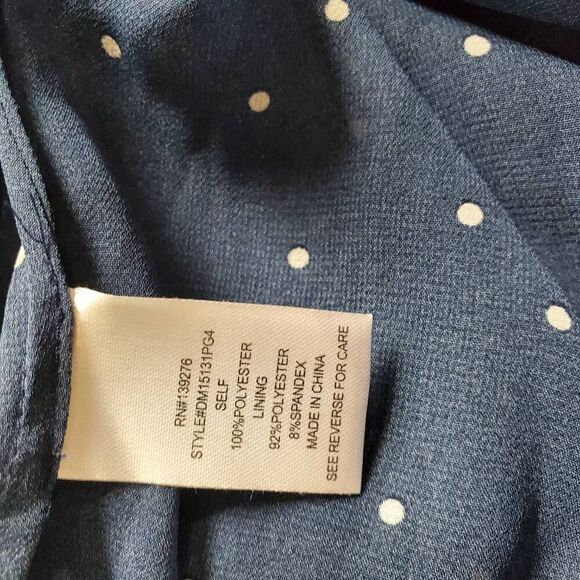 RN#139276
STYLE#DM15131PG4
SELF
100%POLYESTER
LINING
92%POLYESTER
8%SPANDEX
MADE IN CHINA
SEE REVERSE FOR CARE